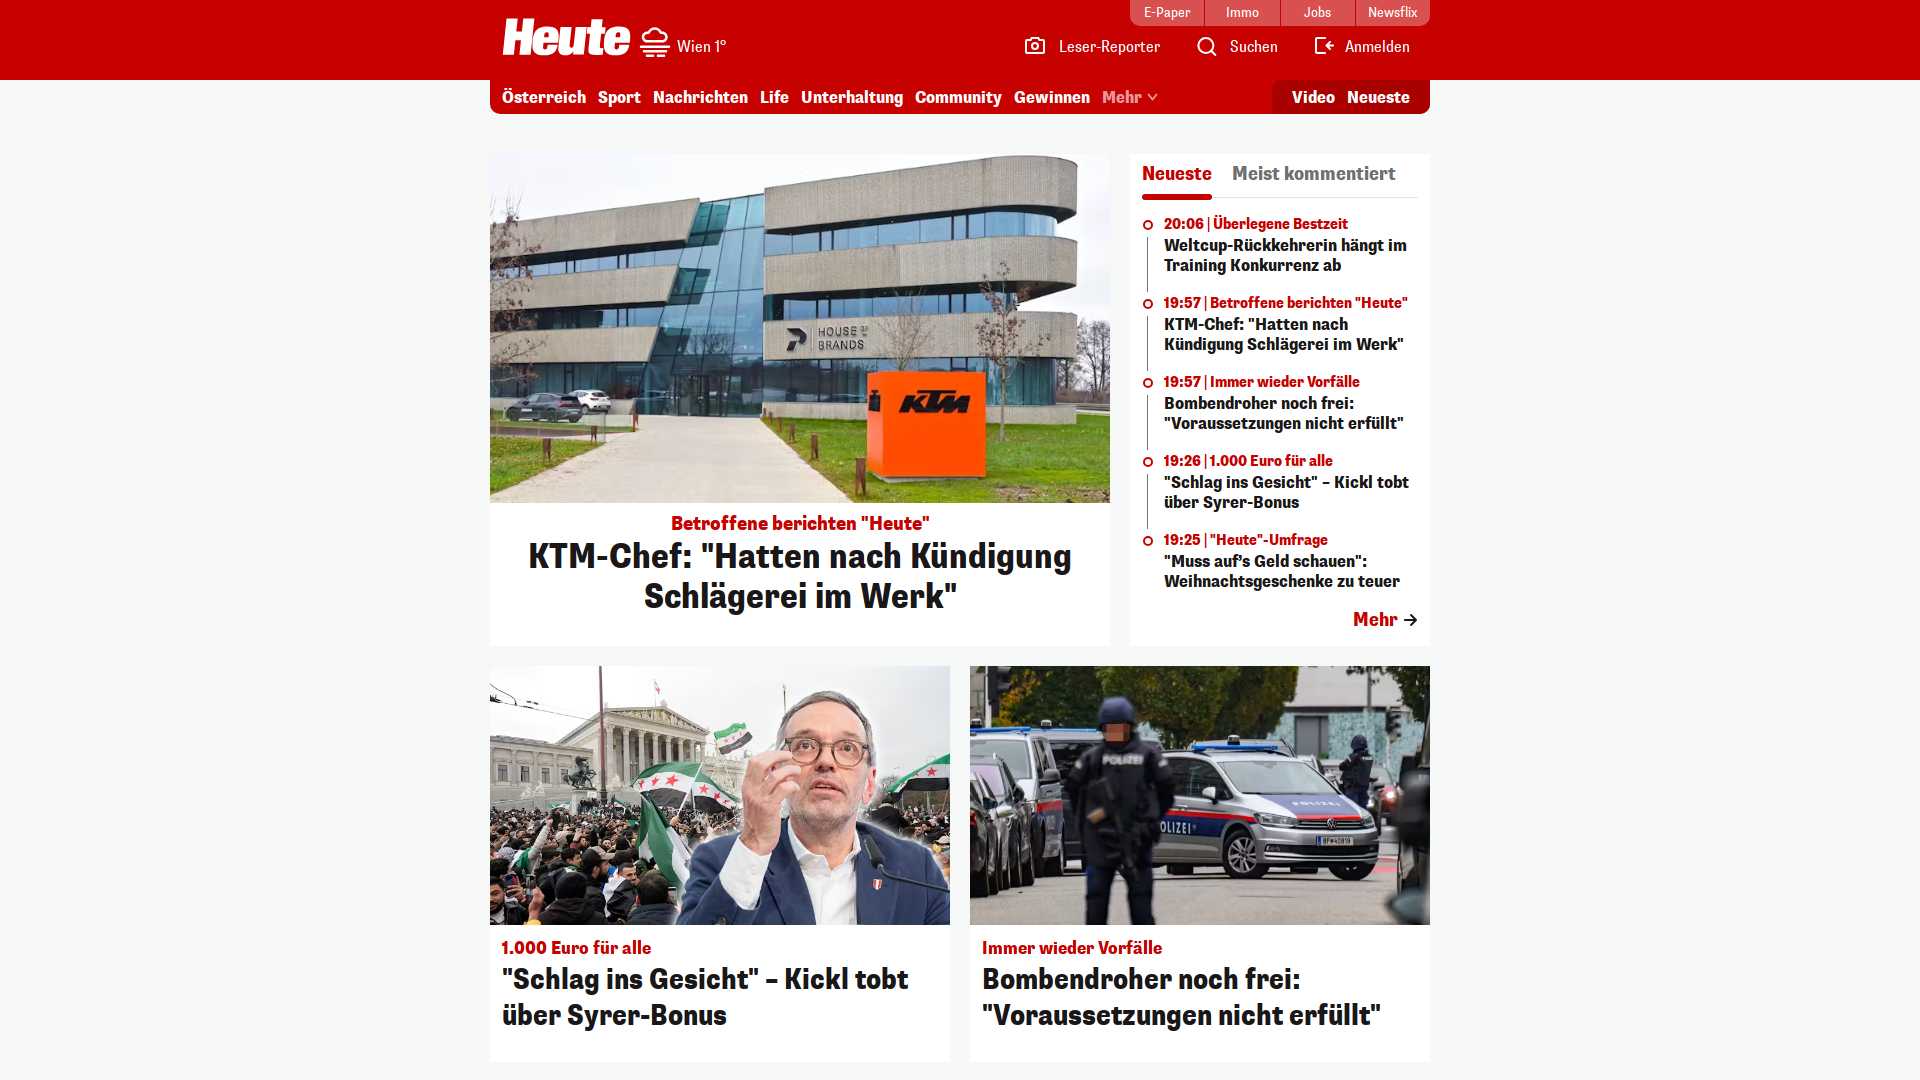 E-Paper
Immo
Jobs
Newsflix
Heute
Wien 1°
Leser-Reporter
Suchen
Anmelden
Österreich
Sport
Nachrichten
Life
Unterhaltung
Community
Gewinnen
Mehr
Video
Neueste
HOUSE OF
BRANDS
KTM
Betroffene berichten "Heute"
KTM-Chef: "Hatten nach Kündigung
Schlägerei im Werk"
Neueste
Meist kommentiert
20:06 | Überlegene Bestzeit
Weltcup-Rückkehrerin hängt im
Training Konkurrenz ab
19:57 | Betroffene berichten "Heute"
KTM-Chef: "Hatten nach
Kündigung Schlägerei im Werk"
19:57 | Immer wieder Vorfälle
Bombendroher noch frei:
"Voraussetzungen nicht erfüllt"
19:26 | 1.000 Euro für alle
"Schlag ins Gesicht" – Kickl tobt
über Syrer-Bonus
19:25 | "Heute"-Umfrage
"Muss auf’s Geld schauen":
Weihnachtsgeschenke zu teuer
Mehr
1.000 Euro für alle
"Schlag ins Gesicht" – Kickl tobt
über Syrer-Bonus
POLIZEI
POLIZEI
POLIZEI
Immer wieder Vorfälle
Bombendroher noch frei:
"Voraussetzungen nicht erfüllt"